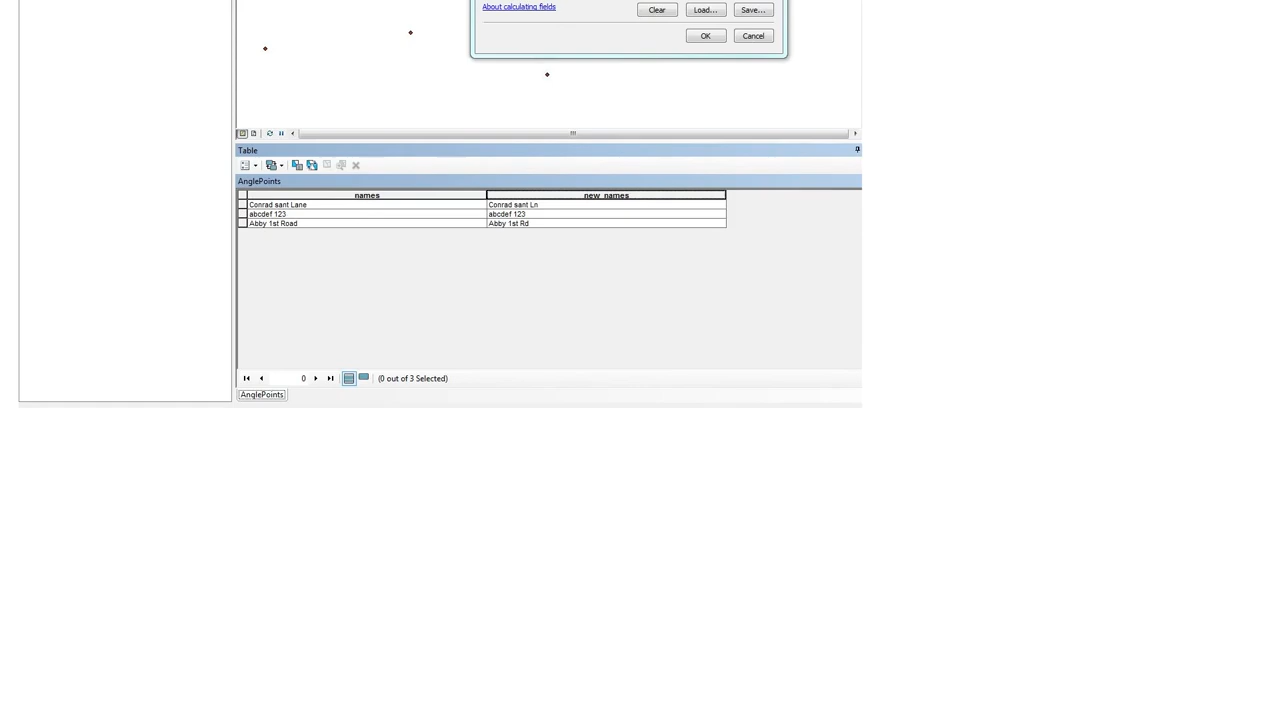 About calculating fields
Clear Load... Save...
OK Cancel
Table
AnglePoints
names new_names
Conrad sant Lane Conrad sant Ln
abcdef 123 abcdef 123
Abby 1st Road Abby 1st Rd
0 (0 out of 3 Selected)
AnglePoints